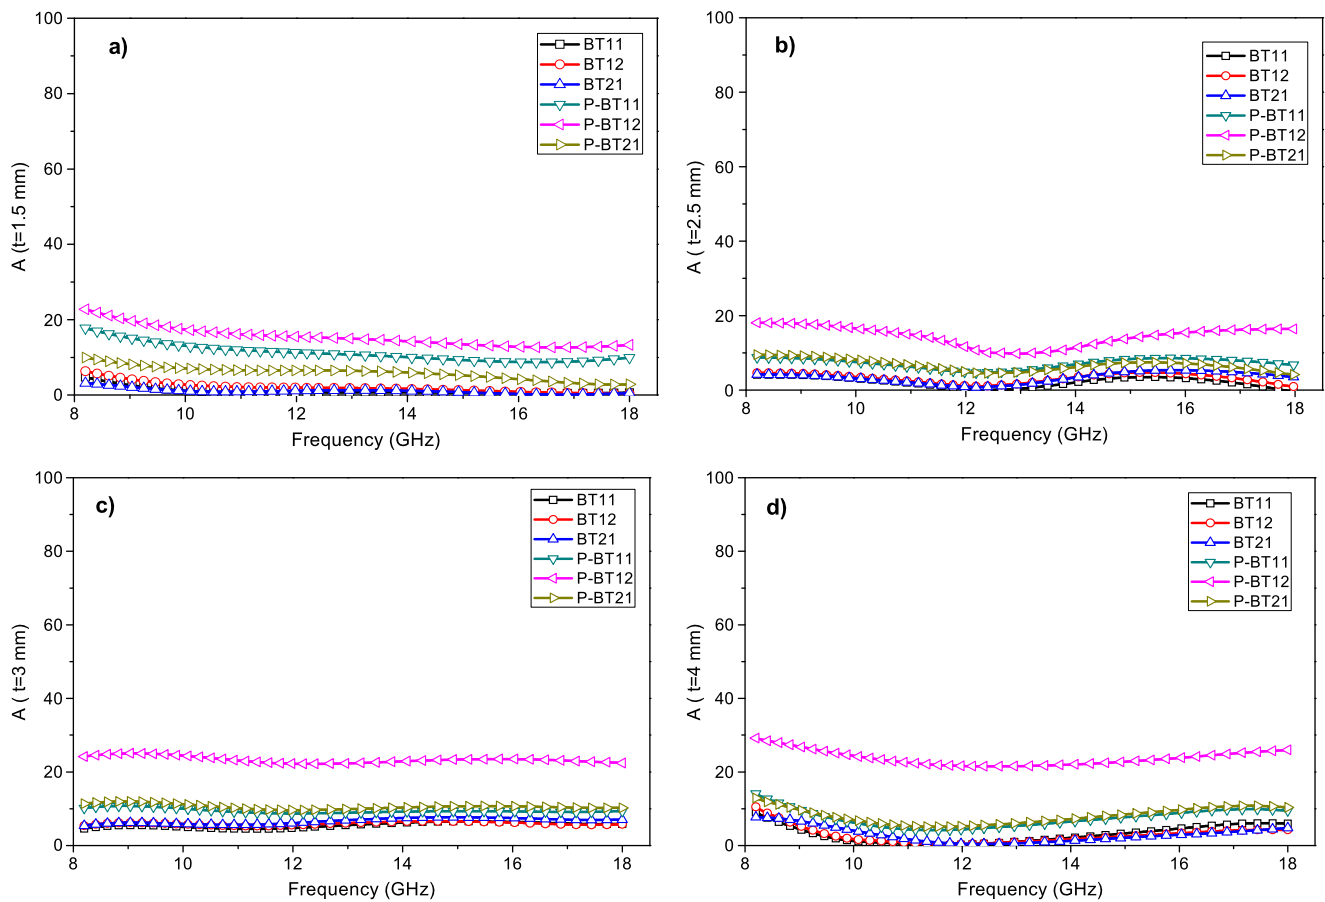 a)
BT11
BT12
BT21
P-BT11
P-BT12
P-BT21
100
80
60
40
20
0
8
10
12
14
16
18
A (t=1.5 mm)
Frequency (GHz)
b)
BT11
BT12
BT21
P-BT11
P-BT12
P-BT21
100
80
60
40
20
0
8
10
12
14
16
18
A ( t=2.5 mm)
Frequency (GHz)
c)
BT11
BT12
BT21
P-BT11
P-BT12
P-BT21
100
80
60
40
20
0
8
10
12
14
16
18
A ( t=3 mm)
Frequency (GHz)
d)
BT11
BT12
BT21
P-BT11
P-BT12
P-BT21
100
80
60
40
20
0
8
10
12
14
16
18
A ( t=4 mm)
Frequency (GHz)